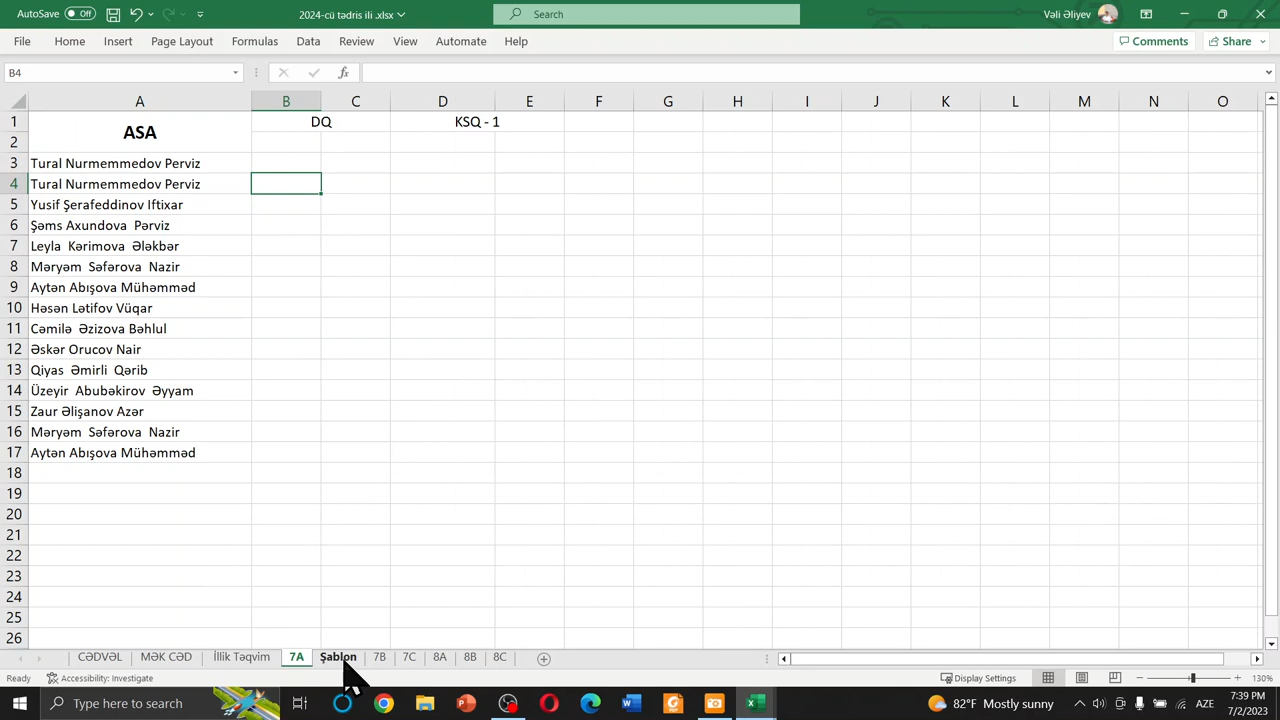 AutoSave Off 2024-cü tədris ili .xlsx Search Vəli Əliyev
File Home Insert Page Layout Formulas Data Review View Automate Help Comments Share
B4 fx
A B C D E F G H I J K L M N O
1 ASA DQ KSQ - 1
2
3 Tural Nurmemmedov Perviz
4 Tural Nurmemmedov Perviz
5 Yusif Şerafeddinov Iftixar
6 Şəms Axundova Pərviz
7 Leyla Kərimova Ələkbər
8 Məryəm Səfərova Nazir
9 Aytən Abışova Mühəmməd
10 Həsən Lətifov Vüqar
11 Cəmilə Əzizova Bəhlul
12 Əskər Orucov Nair
13 Qiyas Əmirli Qərib
14 Üzeyir Abubəkirov Əyyam
15 Zaur Əlişanov Azər
16 Məryəm Səfərova Nazir
17 Aytən Abışova Mühəmməd
18
19
20
21
22
23
24
25
26
CƏDVƏL MƏK CƏD İllik Təqvim 7A Şablon 7B 7C 8A 8B 8C
Ready Accessibility: Investigate Display Settings 130%
Type here to search 82°F Mostly sunny AZE 7:39 PM
7/2/2023